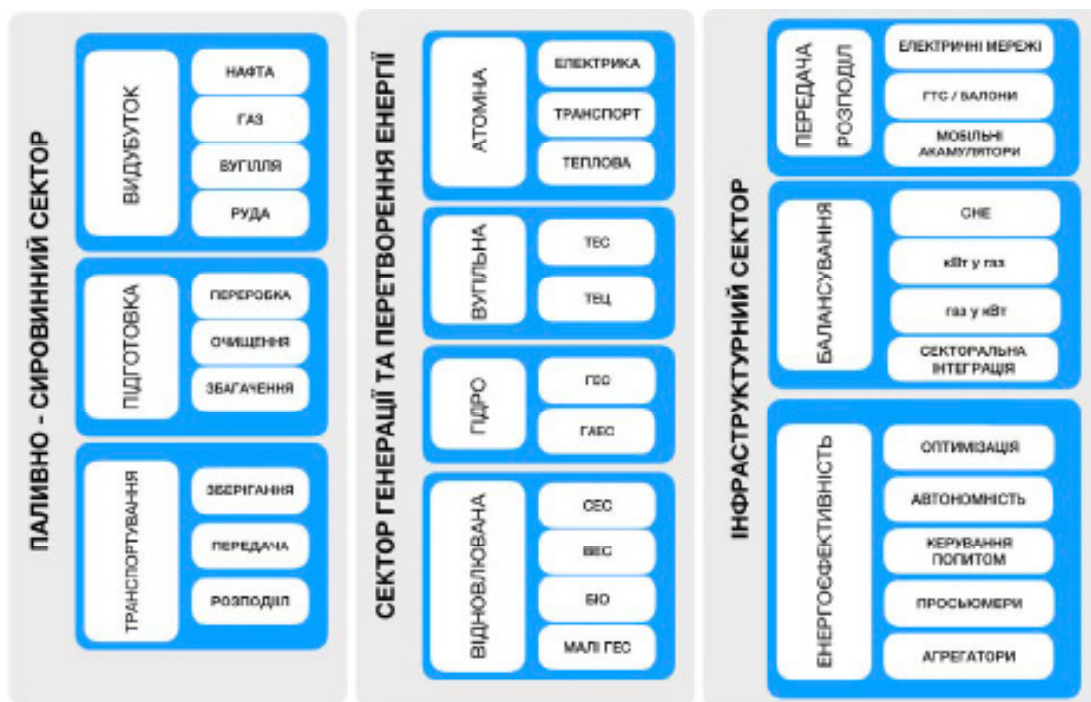 ПАЛИВНО - СИРОВИННИЙ СЕКТОР
ВИДУБУТОК
НАФТА
ГАЗ
ВУГІЛЛЯ
РУДА
ПІДГОТОВКА
ПЕРЕРОБКА
ОЧИЩЕННЯ
ЗБАГАЧЕННЯ
ТРАНСПОРТУВАННЯ
ЗБЕРІГАННЯ
ПЕРЕДАЧА
РОЗПОДІЛ
СЕКТОР ГЕНЕРАЦІЇ ТА ПЕРЕТВОРЕННЯ ЕНЕРГІЇ
АТОМНА
ЕЛЕКТРИКА
ТРАНСПОРТ
ТЕПЛОВА
ВУГІЛЬНА
ТЕС
ТЕЦ
ГІДРО
ГЕС
ГАЕС
ВІДНОВЛЮВАНА
СЕС
ВЕС
БІО
МАЛІ ГЕС
ІНФРАСТРУКТУРНИЙ СЕКТОР
ПЕРЕДАЧА
РОЗПОДІЛ
ЕЛЕКТРИЧНІ МЕРЕЖІ
ГТС / БАЛОНИ
МОБІЛЬНІ
АКАМУЛЯТОРИ
БАЛАНСУВАННЯ
СНЕ
кВт у газ
газ у кВт
СЕКТОРАЛЬНА
ІНТЕГРАЦІЯ
ЕНЕРГОЄФЕКТИВНІСТЬ
ОПТИМІЗАЦІЯ
АВТОНОМНІСТЬ
КЕРУВАННЯ
ПОПИТОМ
ПРОСЬЮМЕРИ
АГРЕГАТОРИ